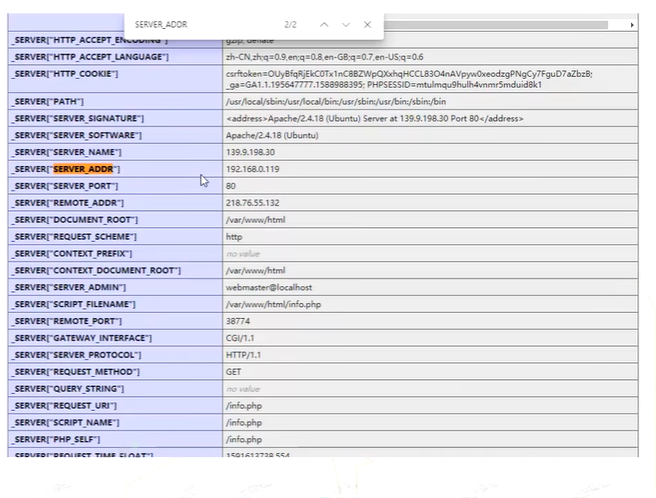 SERVER_ADDR 2/2
_SERVER["HTTP_ACCEPT_ENCODING"] gzip, deflate
_SERVER["HTTP_ACCEPT_LANGUAGE"] zh-CN,zh;q=0.9,en;q=0.8,en-GB;q=0.7,en-US;q=0.6
_SERVER["HTTP_COOKIE"] csrftoken=OUyBfqRjEkC0Tx1nC8BZWpQXxhqHCCL83O4nAVpyw0xeodzgPNgCy7FguD7aZbzB;
_ga=GA1.1.195647777.1588988395; PHPSESSID=mtulmqu9hulh4vnmr5mduid8k1
_SERVER["PATH"] /usr/local/sbin:/usr/local/bin:/usr/sbin:/usr/bin:/sbin:/bin
_SERVER["SERVER_SIGNATURE"] <address>Apache/2.4.18 (Ubuntu) Server at 139.9.198.30 Port 80</address>
_SERVER["SERVER_SOFTWARE"] Apache/2.4.18 (Ubuntu)
_SERVER["SERVER_NAME"] 139.9.198.30
_SERVER["SERVER_ADDR"] 192.168.0.119
_SERVER["SERVER_PORT"] 80
_SERVER["REMOTE_ADDR"] 218.76.55.132
_SERVER["DOCUMENT_ROOT"] /var/www/html
_SERVER["REQUEST_SCHEME"] http
_SERVER["CONTEXT_PREFIX"] no value
_SERVER["CONTEXT_DOCUMENT_ROOT"] /var/www/html
_SERVER["SERVER_ADMIN"] webmaster@localhost
_SERVER["SCRIPT_FILENAME"] /var/www/html/info.php
_SERVER["REMOTE_PORT"] 38774
_SERVER["GATEWAY_INTERFACE"] CGI/1.1
_SERVER["SERVER_PROTOCOL"] HTTP/1.1
_SERVER["REQUEST_METHOD"] GET
_SERVER["QUERY_STRING"] no value
_SERVER["REQUEST_URI"] /info.php
_SERVER["SCRIPT_NAME"] /info.php
_SERVER["PHP_SELF"] /info.php
_SERVER["REQUEST_TIME_FLOAT"] 1591613738.554